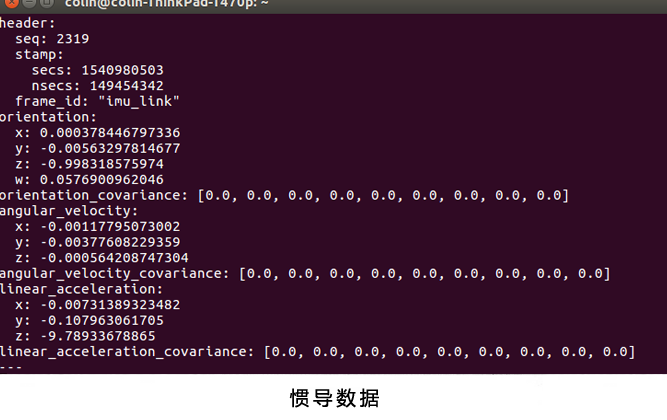 colin@colin-ThinkPad-T470p: ~
header:
  seq: 2319
  stamp:
    secs: 1540980503
    nsecs: 149454342
  frame_id: "imu_link"
orientation:
  x: 0.000378446797336
  y: -0.00563297814677
  z: -0.998318575974
  w: 0.0576900962046
orientation_covariance: [0.0, 0.0, 0.0, 0.0, 0.0, 0.0, 0.0, 0.0, 0.0]
angular_velocity:
  x: -0.00117795073002
  y: -0.00377608229359
  z: -0.000564208747304
angular_velocity_covariance: [0.0, 0.0, 0.0, 0.0, 0.0, 0.0, 0.0, 0.0, 0.0]
linear_acceleration:
  x: -0.00731389323482
  y: -0.107963061705
  z: -9.78933678865
linear_acceleration_covariance: [0.0, 0.0, 0.0, 0.0, 0.0, 0.0, 0.0, 0.0, 0.0]
---
惯导数据